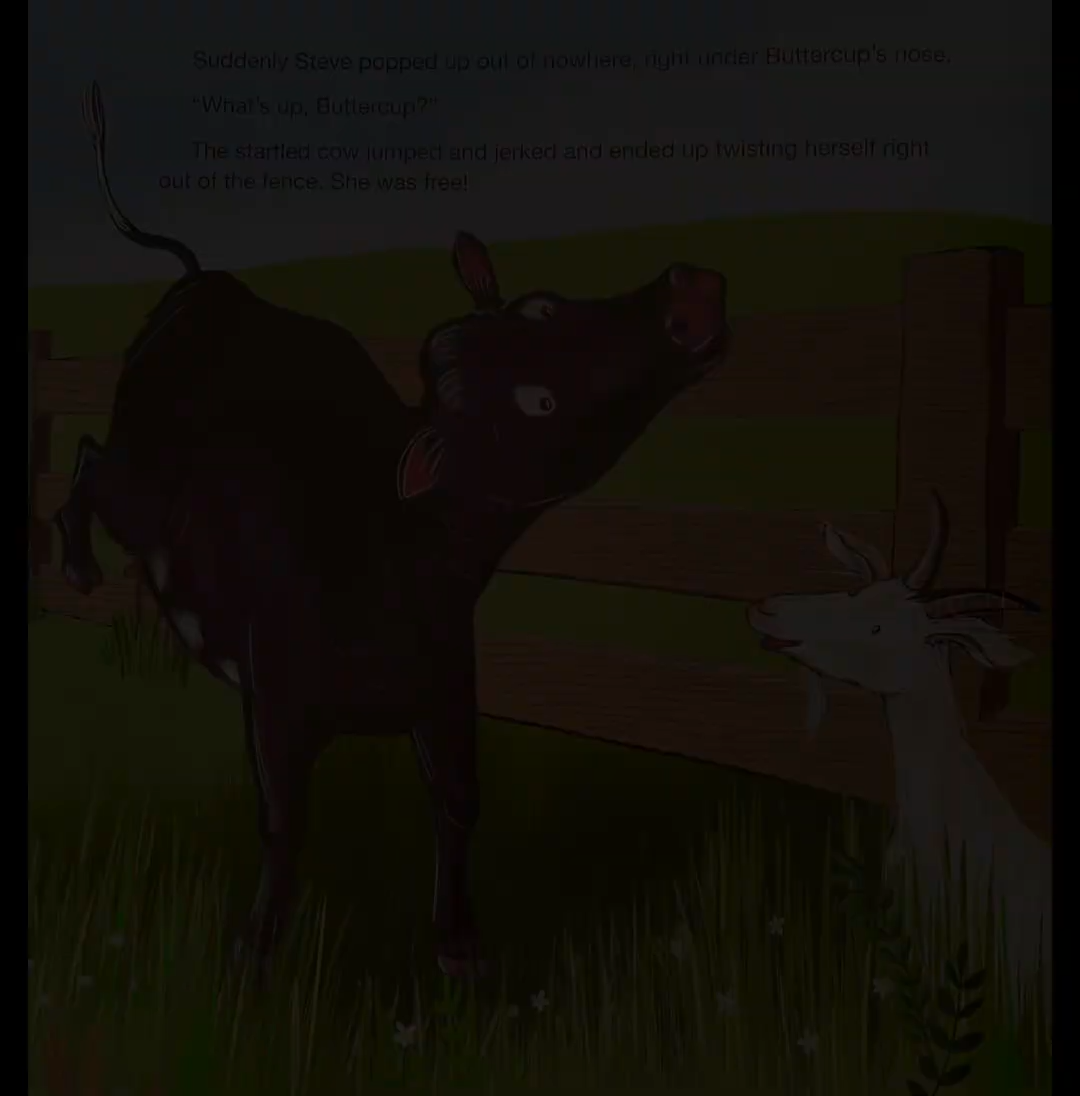 Suddenly Steve popped up out of nowhere, right under Buttercup's nose.
"What's up, Buttercup?"
The startled cow jumped and jerked and ended up twisting herself right
out of the fence. She was free!